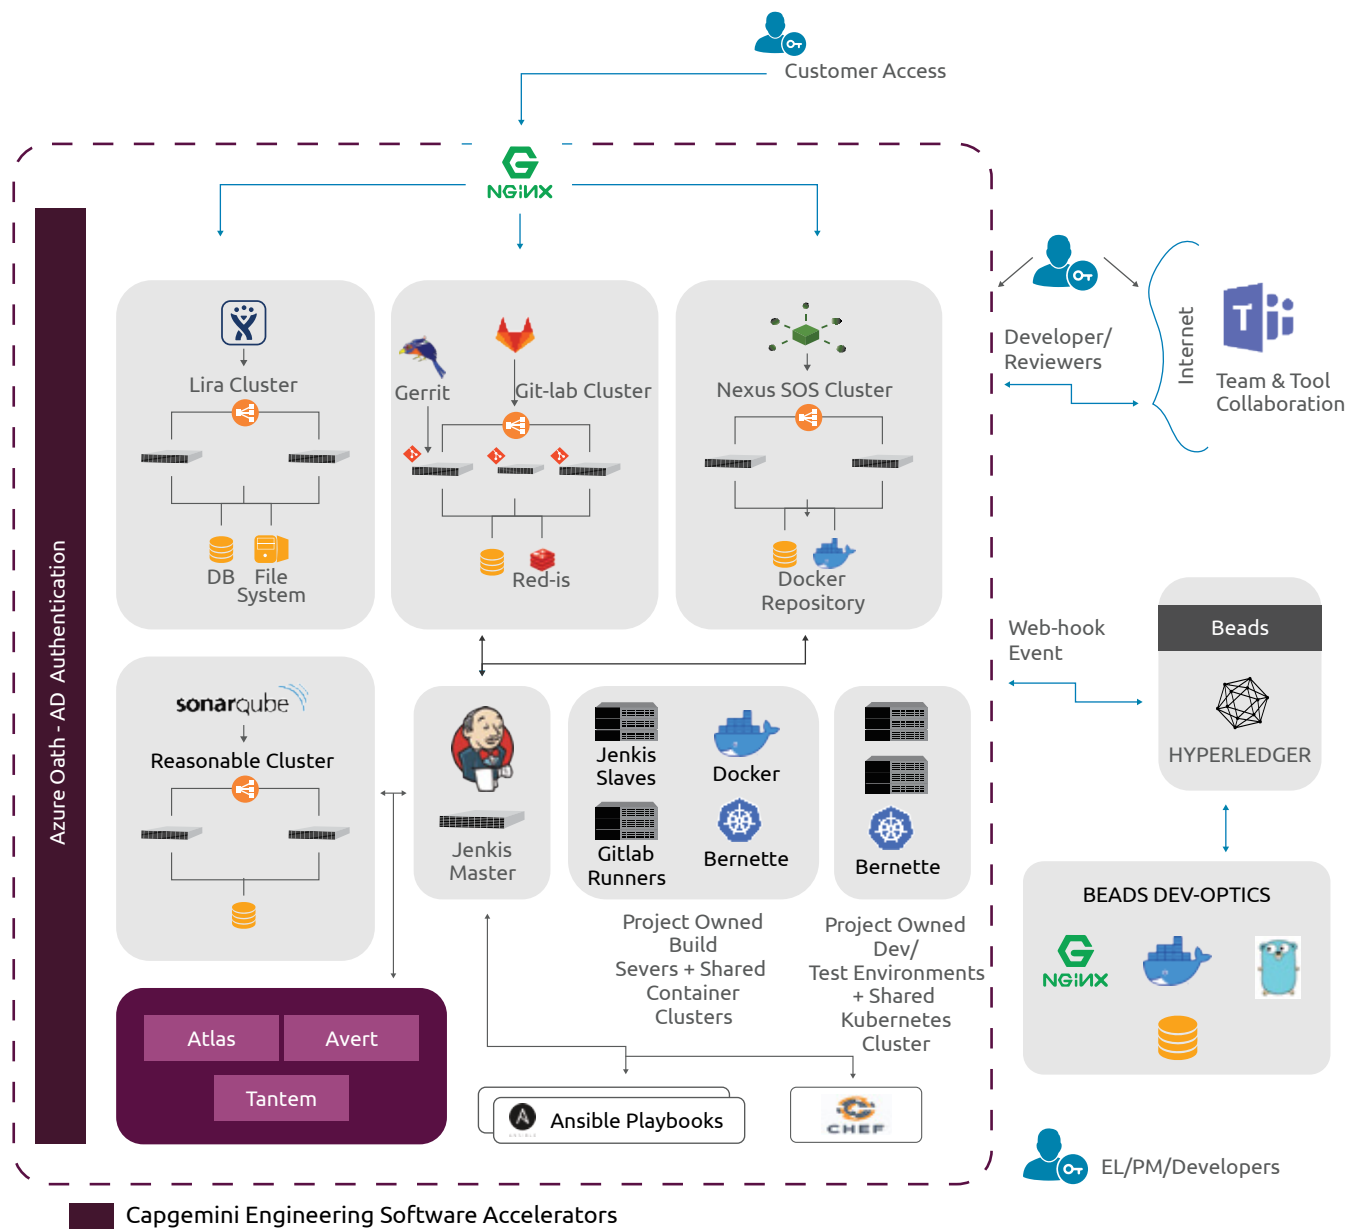 Customer Access
NGINX
Azure Oath - AD Authentication
Lira Cluster
DB
File
System
Gerrit
Git-lab Cluster
Red-is
Nexus SOS Cluster
Docker
Repository
Developer/
Reviewers
Internet
Team & Tool
Collaboration
sonarqube
Reasonable Cluster
Jenkis
Master
Jenkis
Slaves
Docker
Gitlab
Runners
Bernette
Bernette
Web-hook
Event
Beads
HYPERLEDGER
Project Owned
Build
Severs + Shared
Container
Clusters
Project Owned
Dev/
Test Environments
+ Shared
Kubernetes
Cluster
BEADS DEV-OPTICS
NGINX
Atlas
Avert
Tantem
ANSIBLE
Ansible Playbooks
CHEF
EL/PM/Developers
Capgemini Engineering Software Accelerators